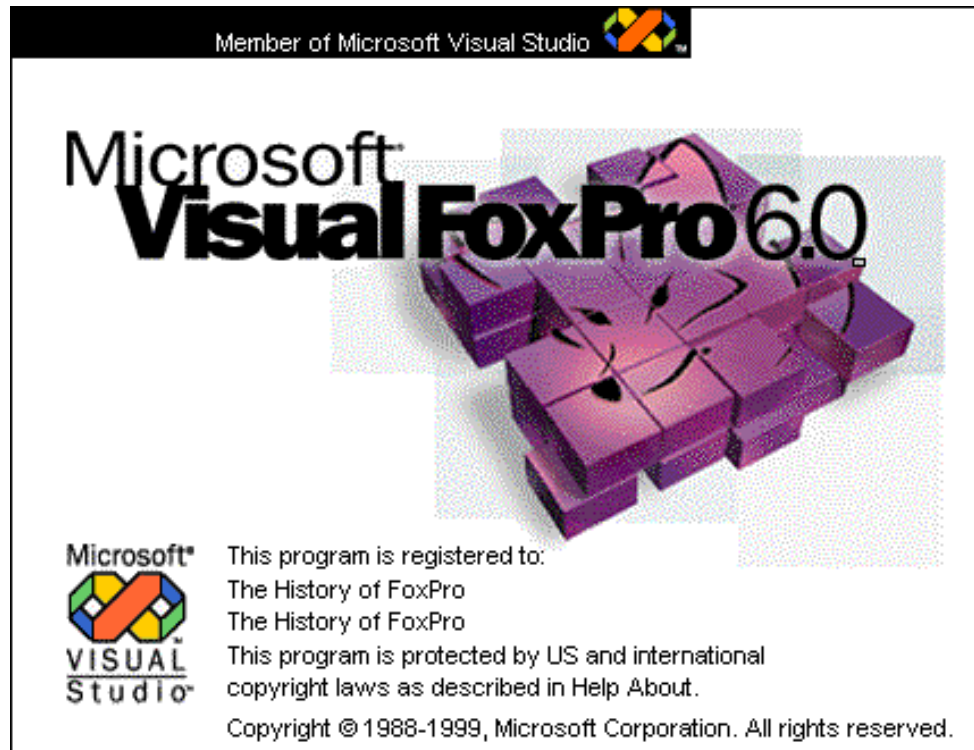 Member of Microsoft Visual Studio ™
Microsoft®
Visual FoxPro 6.0
Microsoft®
VISUAL
Studio™
This program is registered to:
The History of FoxPro
The History of FoxPro
This program is protected by US and international
copyright laws as described in Help About.
Copyright © 1988-1999, Microsoft Corporation. All rights reserved.